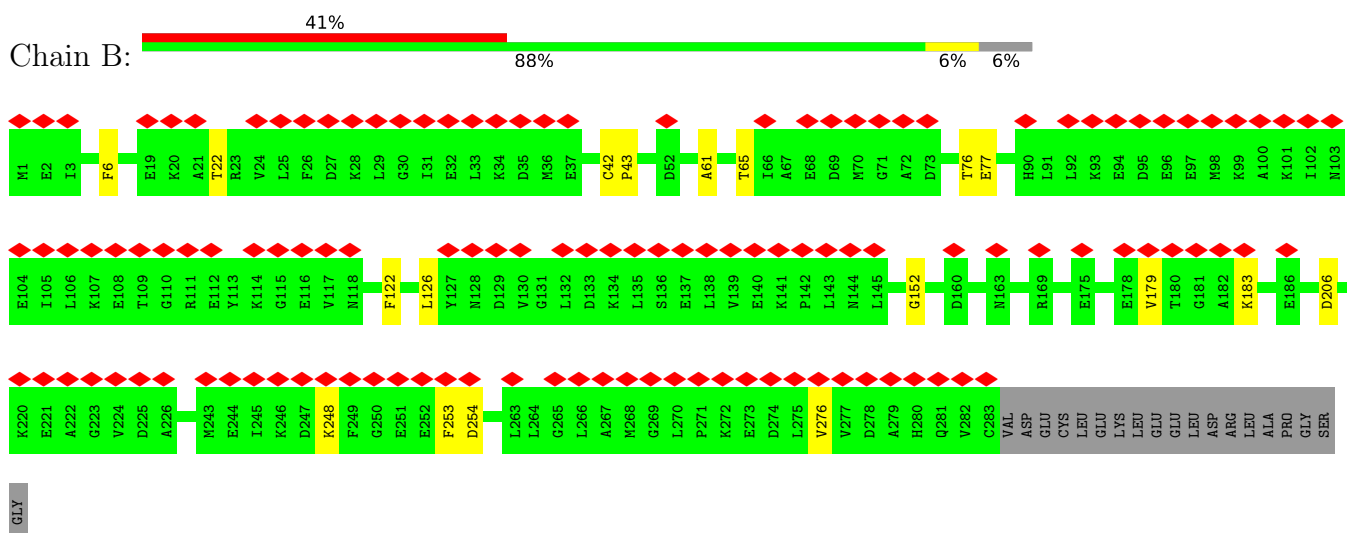 41%
Chain B:
88% 6% 6%
M1 E2 I3 F6 E19 K20 A21 T22 R23 V24 L25 F26 D27 K28 L29 G30 I31 E32 L33 K34 D35 M36 E37 C42 P43 D52 A61 T65 I66 A67 E68 D69 M70 G71 A72 D73 T76 E77 H90 L91 L92 K93 E94 D95 E96 E97 M98 K99 A100 K101 I102 N103
E104 I105 L106 K107 E108 T109 G110 R111 E112 Y113 K114 G115 E116 V117 N118 F122 L126 Y127 N128 D129 V130 G131 L132 D133 K134 L135 S136 E137 L138 V139 E140 K141 P142 L143 N144 L145 G152 D160 N163 R169 E175 E178 V179 T180 G181 A182 K183 E186 D206
K220 E221 A222 G223 V224 D225 A226 M243 E244 I245 K246 D247 K248 F249 G250 E251 E252 F253 D254 L263 L264 G265 L266 A267 M268 G269 L270 P271 K272 E273 D274 L275 V276 V277 D278 A279 H280 Q281 V282 C283 VAL ASP GLU CYS LEU GLU LYS LEU GLU GLU LEU ASP ARG LEU ALA PRO GLY SER
GLY